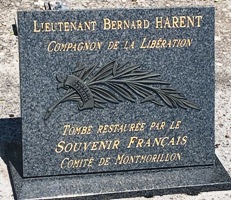 Lieutenant Bernard HARENT
Compagnon de la Libération
Tombe restaurée par le
Souvenir Français
Comité de Montmorillon